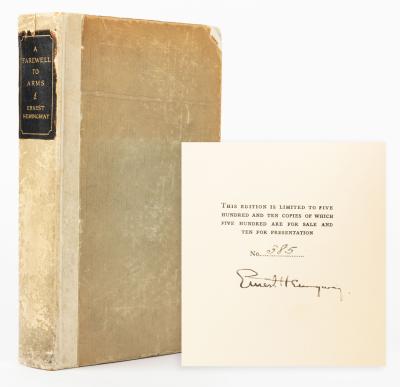 A
FAREWELL
TO
ARMS
ERNEST
HEMINGWAY
THIS EDITION IS LIMITED TO FIVE
HUNDRED AND TEN COPIES OF WHICH
FIVE HUNDRED ARE FOR SALE AND
TEN FOR PRESENTATION
No. 385
Ernest Hemingway.